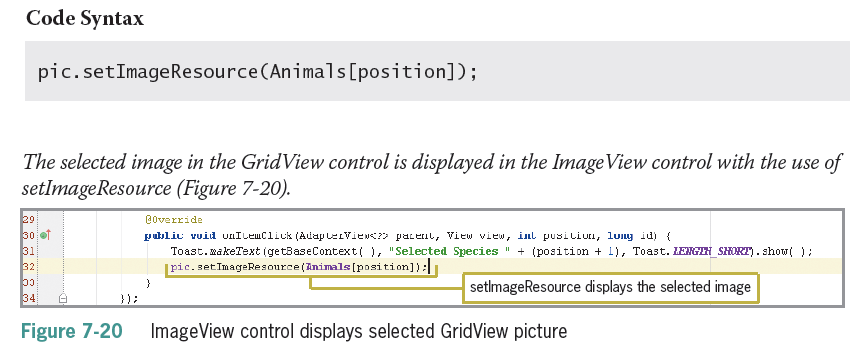 Code Syntax
pic.setImageResource(Animals[position]);
The selected image in the GridView control is displayed in the ImageView control with the use of
setImageResource (Figure 7-20).
29 @Override
30 public void onItemClick(AdapterView<?> parent, View view, int position, long id) {
31 Toast.makeText(getBaseContext( ), "Selected Species " + (position + 1), Toast.LENGTH_SHORT).show( );
32 pic.setImageResource(Animals[position]);
33 }
setImageResource displays the selected image
34 });
Figure 7-20 ImageView control displays selected GridView picture